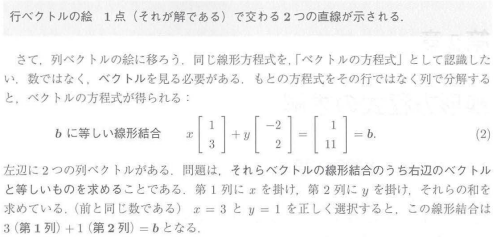 行ベクトルの絵 1点(それが解である)で交わる2つの直線が示される.
さて,列ベクトルの絵に移ろう.同じ線形方程式を,「ベクトルの方程式」として認識した
い.数ではなく,ベクトルを見る必要がある.もとの方程式をその行ではなく列で分解する
と,ベクトルの方程式が得られる:
b に等しい線形結合 x [1 3] + y [-2 2] = [1 11] = b. (2)
左辺に2つの列ベクトルがある.問題は,それらベクトルの線形結合のうち右辺のベクトル
と等しいものを求めることである.第1列に x を掛け,第2列に y を掛け,それらの和を
求めている.(前と同じ数である) x = 3 と y = 1 を正しく選択すると,この線形結合は
3(第1列)+1(第2列)= b となる.